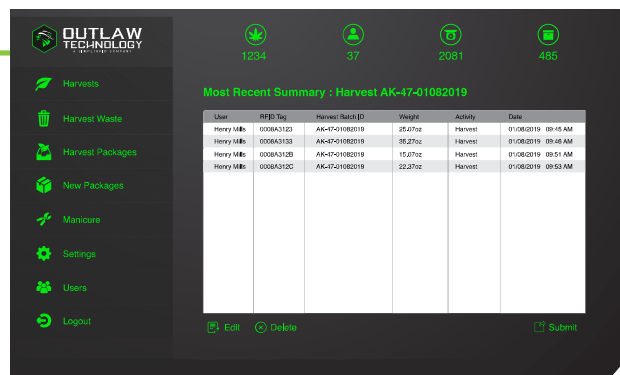 OUTLAW
TECHNOLOGY
A SIMPLIFYD COMPANY
1234 37 2081 485
Harvests
Harvest Waste
Harvest Packages
New Packages
Manicure
Settings
Users
Logout
Most Recent Summary : Harvest AK-47-01082019
User RFID Tag Harvest Batch ID Weight Activity Date
Henry Mills 0008A3123 AK-47-01082019 25.07oz Harvest 01/08/2019 09:45 AM
Henry Mills 0008A3133 AK-47-01082019 35.27oz Harvest 01/08/2019 09:46 AM
Henry Mills 0008A312B AK-47-01082019 15.07oz Harvest 01/08/2019 09:51 AM
Henry Mills 0008A312C AK-47-01082019 22.37oz Harvest 01/08/2019 09:53 AM
Edit Delete Submit